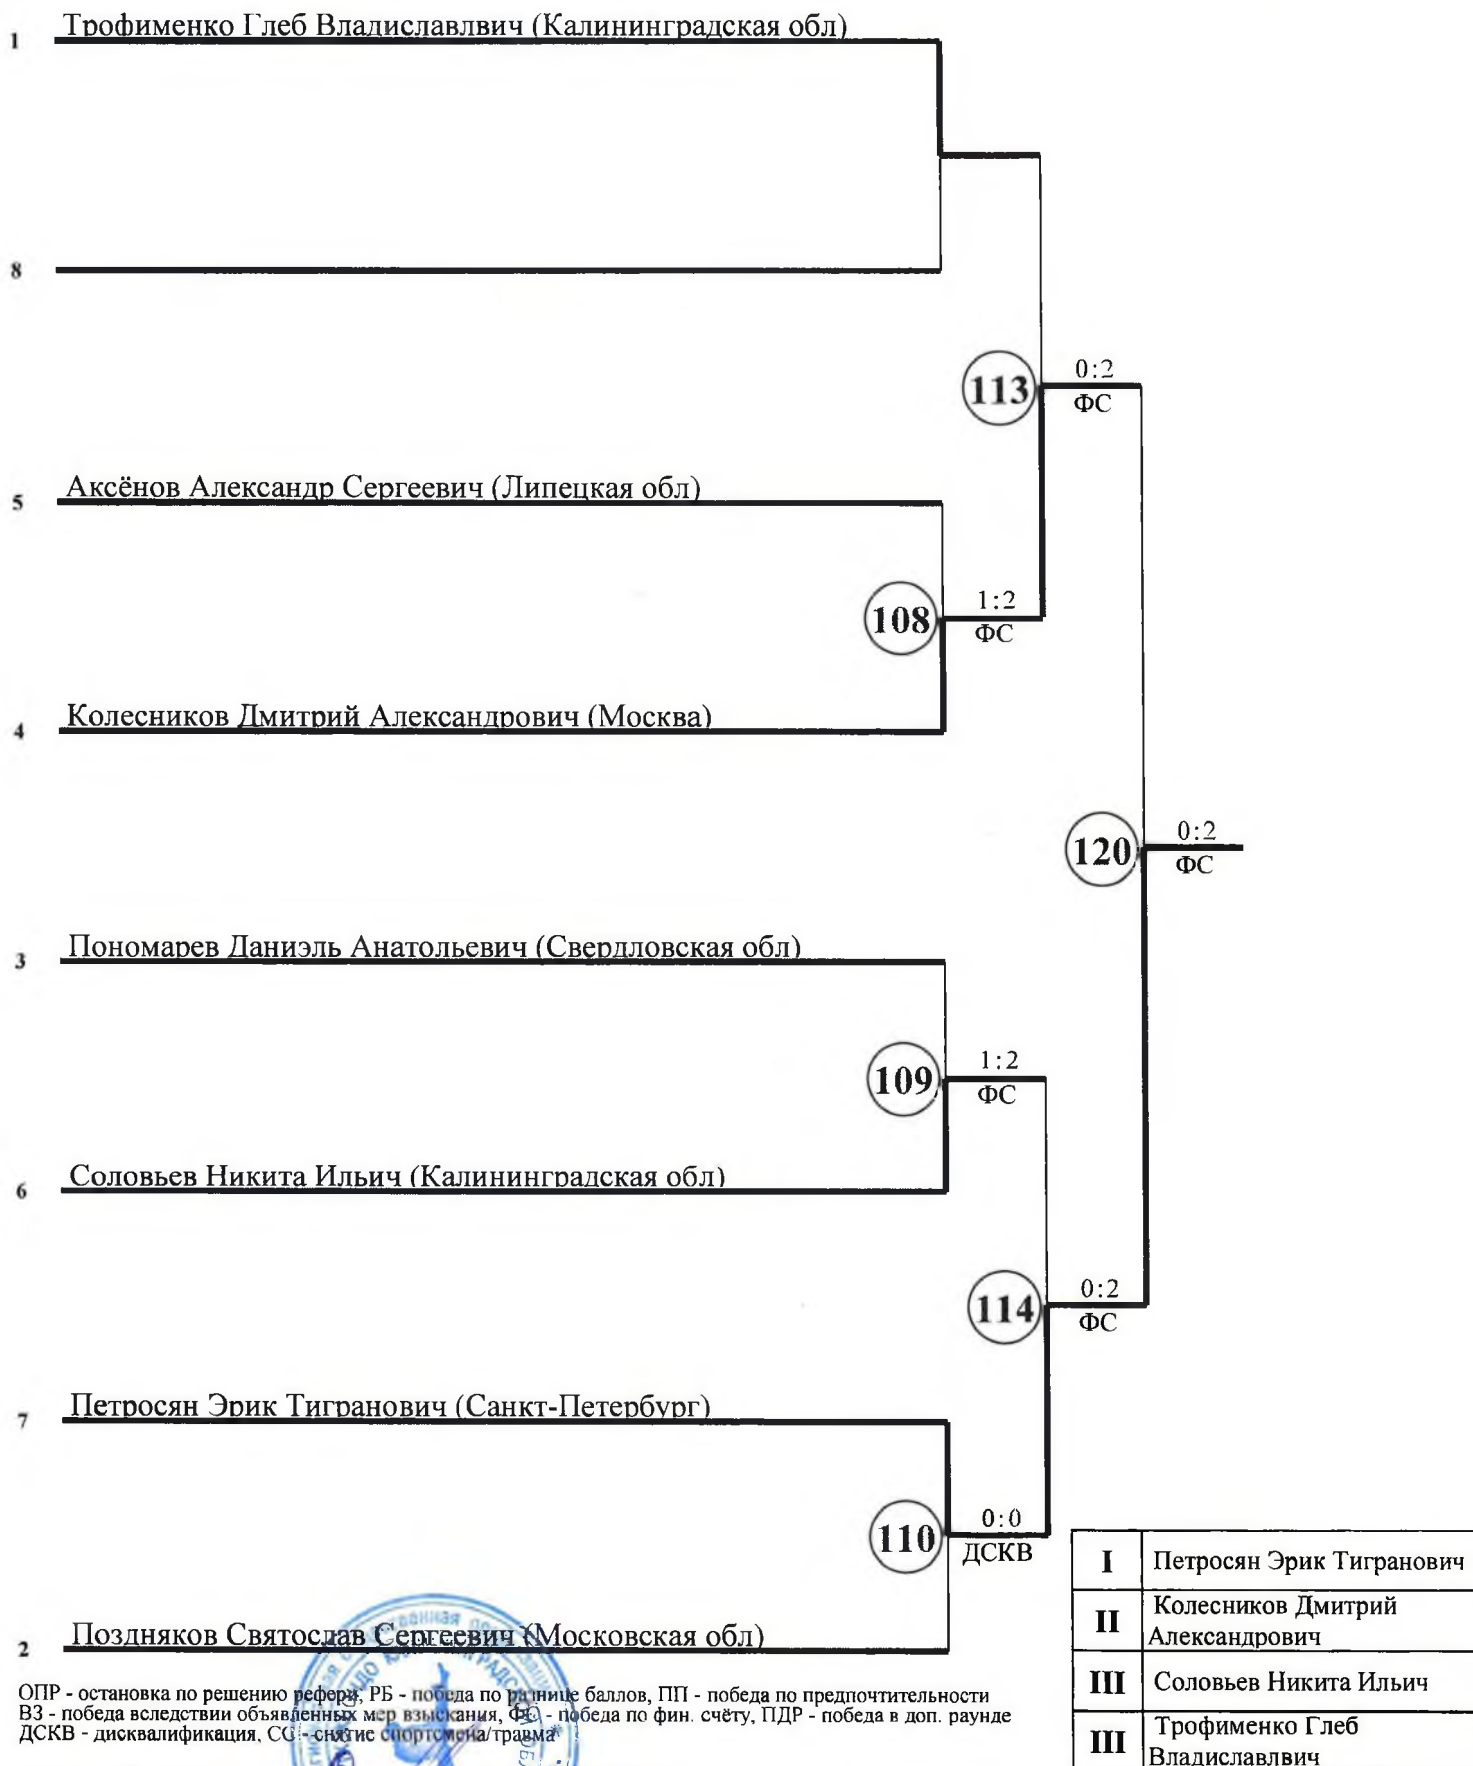 1 Трофименко Глеб Владиславлвич (Калининградская обл)
8
113 0:2
ФС
5 Аксёнов Александр Сергеевич (Липецкая обл)
108 1:2
ФС
4 Колесников Дмитрий Александрович (Москва)
120 0:2
ФС
3 Пономарев Даниэль Анатольевич (Свердловская обл)
109 1:2
ФС
6 Соловьев Никита Ильич (Калининградская обл)
114 0:2
ФС
7 Петросян Эрик Тигранович (Санкт-Петербург)
110 0:0
ДСКВ
2 Поздняков Святослав Сергеевич (Московская обл)
I Петросян Эрик Тигранович
II Колесников Дмитрий
Александрович
III Соловьев Никита Ильич
III Трофименко Глеб
Владиславлвич
ОПР - остановка по решению рефери, РБ - победа по разнице баллов, ПП - победа по предпочтительности
ВЗ - победа вследствии объявленных мер взыскания, ФС - победа по фин. счёту, ПДР - победа в доп. раунде
ДСКВ - дисквалификация, СС - снятие спортсмена/травма